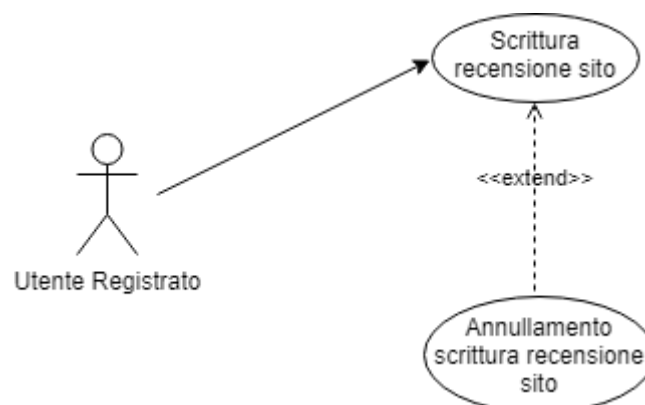 Scrittura
recensione sito
<<extend>>
Utente Registrato
Annullamento
scrittura recensione
sito